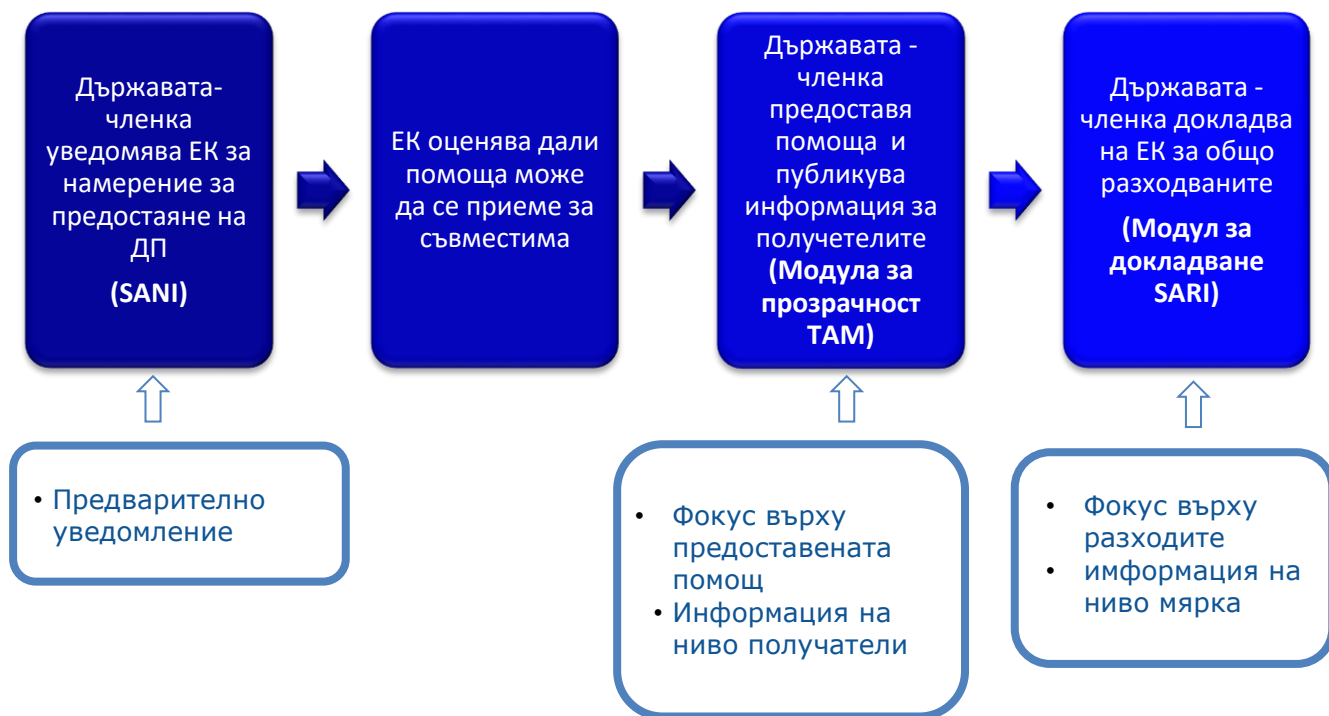 Държавата-
членка
уведомява ЕК за
намерение за
предостаяне на
ДП
(SANI)
ЕК оценява дали
помоща може
да се приеме за
съвместима
Държавата -
членка
предоставя
помоща и
публикува
информация за
получетелите
(Модула за
прозрачност
TAM)
Държавата -
членка докладва
на ЕК за общо
разходваните
(Модул за
докладване
SARI)
• Предварително
уведомление
• Фокус върху
предоставената
помощ
• Информация на
ниво получатели
• Фокус върху
разходите
• имформация на
ниво мярка